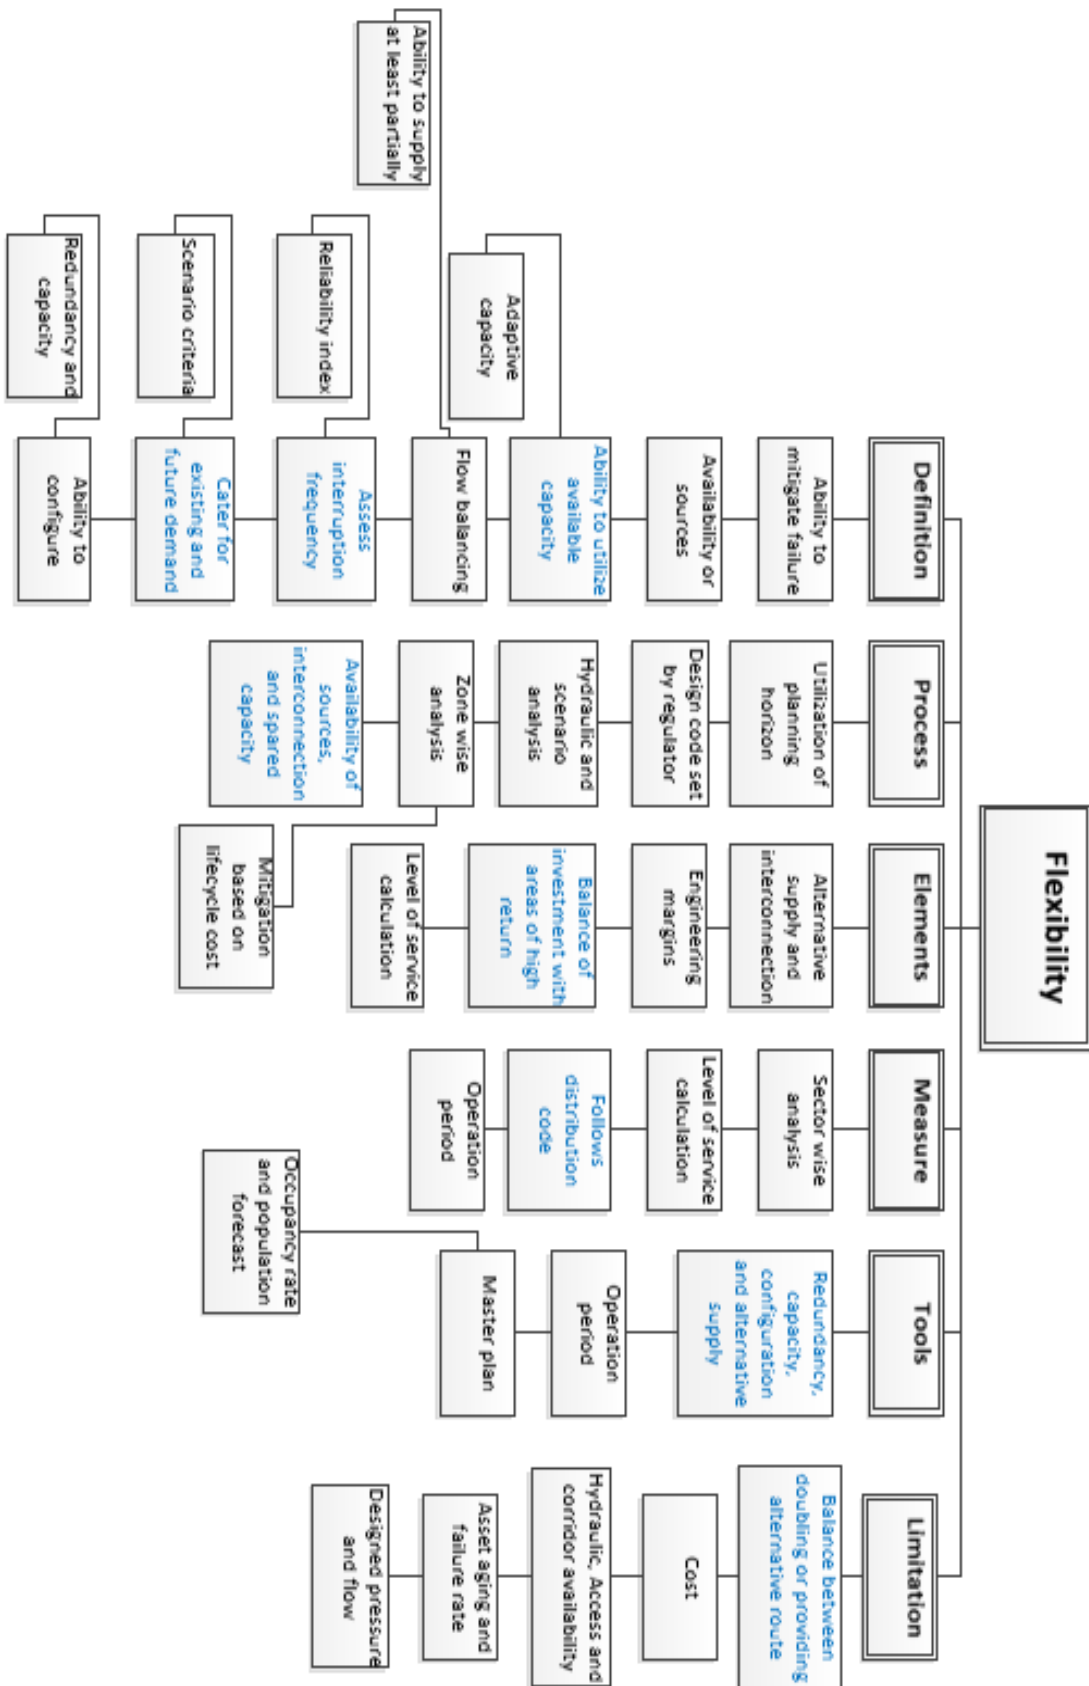 Flexibility
Definition
Ability to
mitigate failure
Availability or
sources
Ability to utilize
available
capacity
Adaptive
capacity
Flow balancing
Ability to supply
at least partially
Assess
interruption
frequency
Reliability index
Cater for
existing and
future demand
Scenario criteria
Ability to
configure
Redundancy and
capacity
Process
Utilization of
planning
horizon
Design code set
by regulator
Hydraulic and
scenario
analysis
Zone wise
analysis
Availability of
sources,
interconnection
and spared
capacity
Mitigation
based on
lifecycle cost
Elements
Alternative
supply and
interconnection
Engineering
margins
Balance of
investment with
areas of high
return
Level of service
calculation
Measure
Sector wise
analysis
Level of service
calculation
Follows
distribution
code
Operation
period
Tools
Redundancy,
capacity,
configuration
and alternative
supply
Operation
period
Master plan
Occupancy rate
and population
forecast
Limitation
Balance between
doubling or providing
alternative route
Cost
Hydraulic, Access and
corridor availability
Asset aging and
failure rate
Designed pressure
and flow